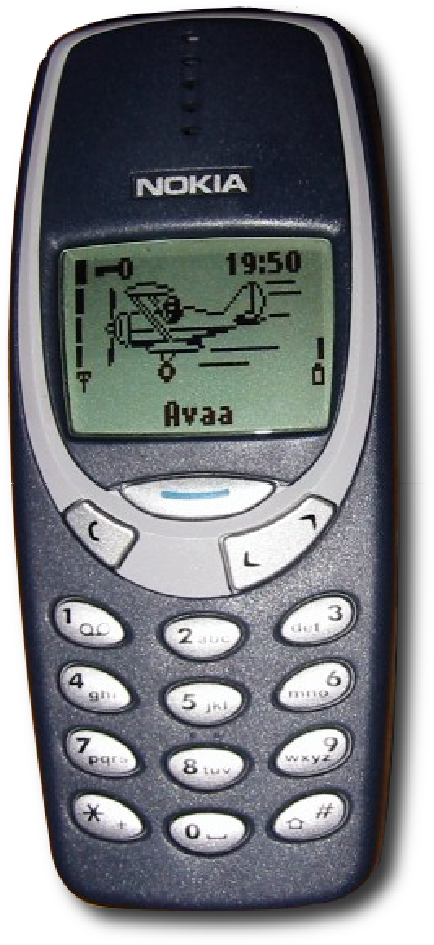 NOKIA
19:50
Avaa
1
2 abc
def 3
4 ghi
5 jkl
mno 6
7 pqrs
8 tuv
wxyz 9
* +
0
#